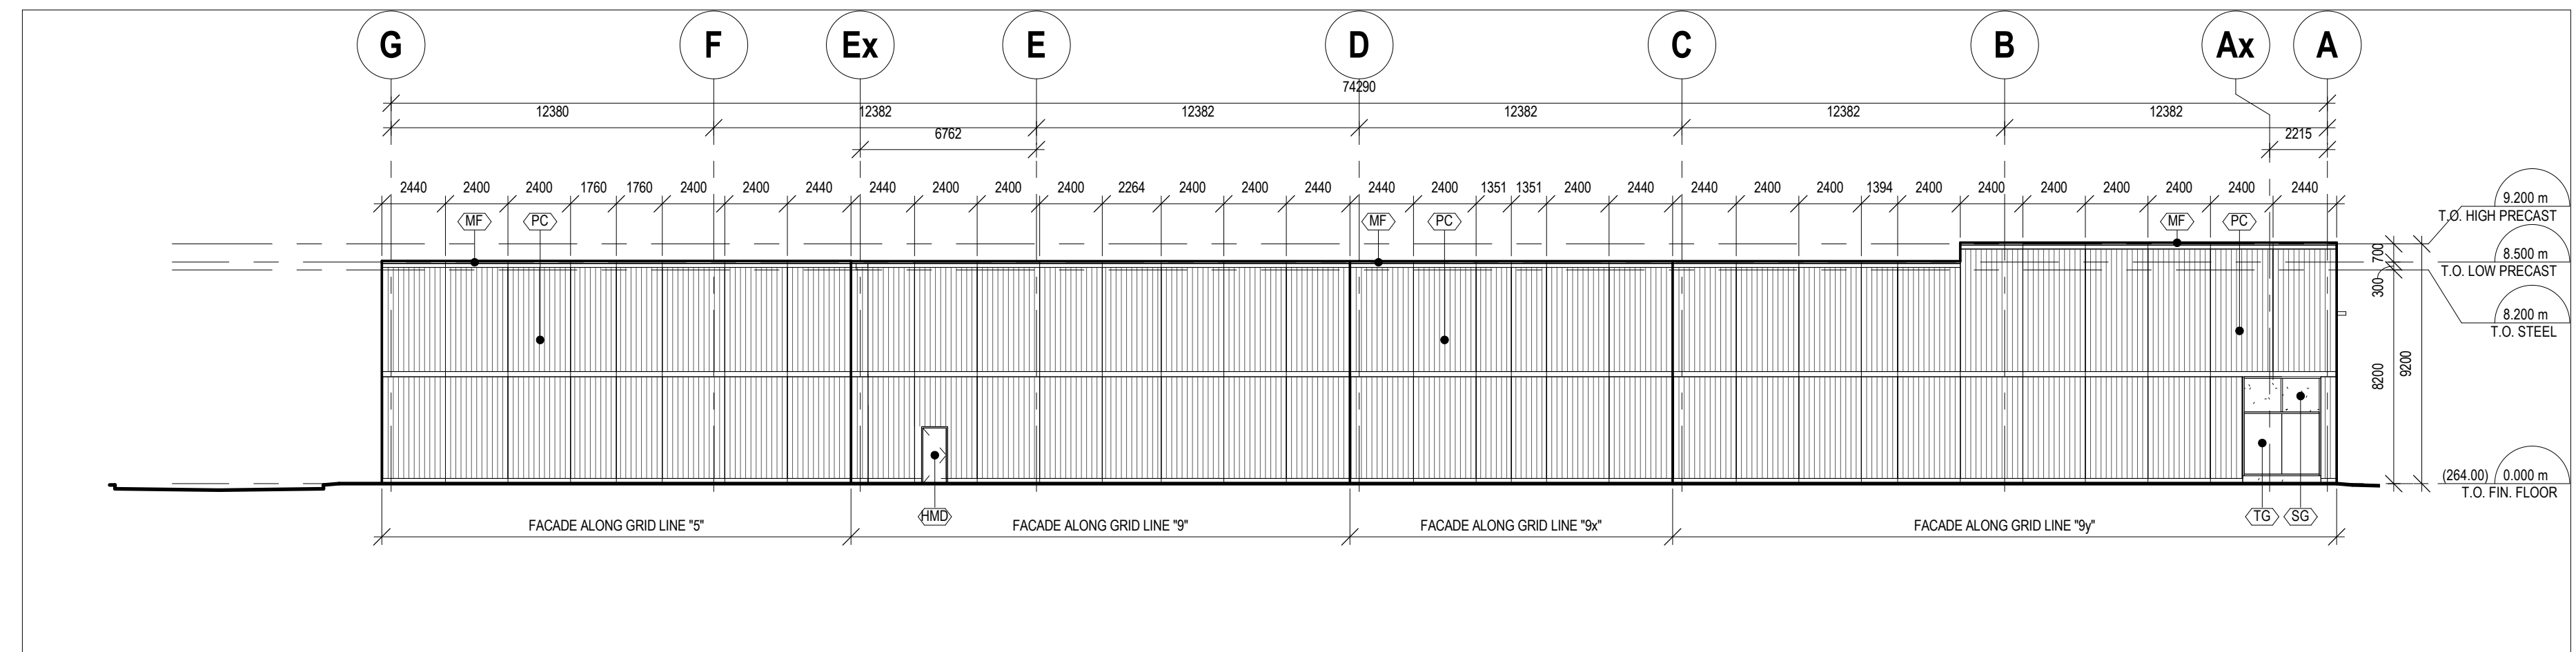 G F Ex E D C B Ax A
74290
12380 12382 12382 12382 12382 12382
6762 2215
2440 2400 2400 1760 1760 2400 2400 2440 2440 2400 2400 2400 2264 2400 2400 2440 2440 2400 1351 1351 2400 2440 2440 2400 2400 1394 2400 2400 2400 2400 2400 2400 2440
MF PC MF PC MF PC
9.200 m
T.O. HIGH PRECAST
8.500 m
T.O. LOW PRECAST
8.200 m
T.O. STEEL
700
300
8200
9200
(264.00) 0.000 m
T.O. FIN. FLOOR
HMD TG SG
FACADE ALONG GRID LINE "5" FACADE ALONG GRID LINE "9" FACADE ALONG GRID LINE "9x" FACADE ALONG GRID LINE "9y"